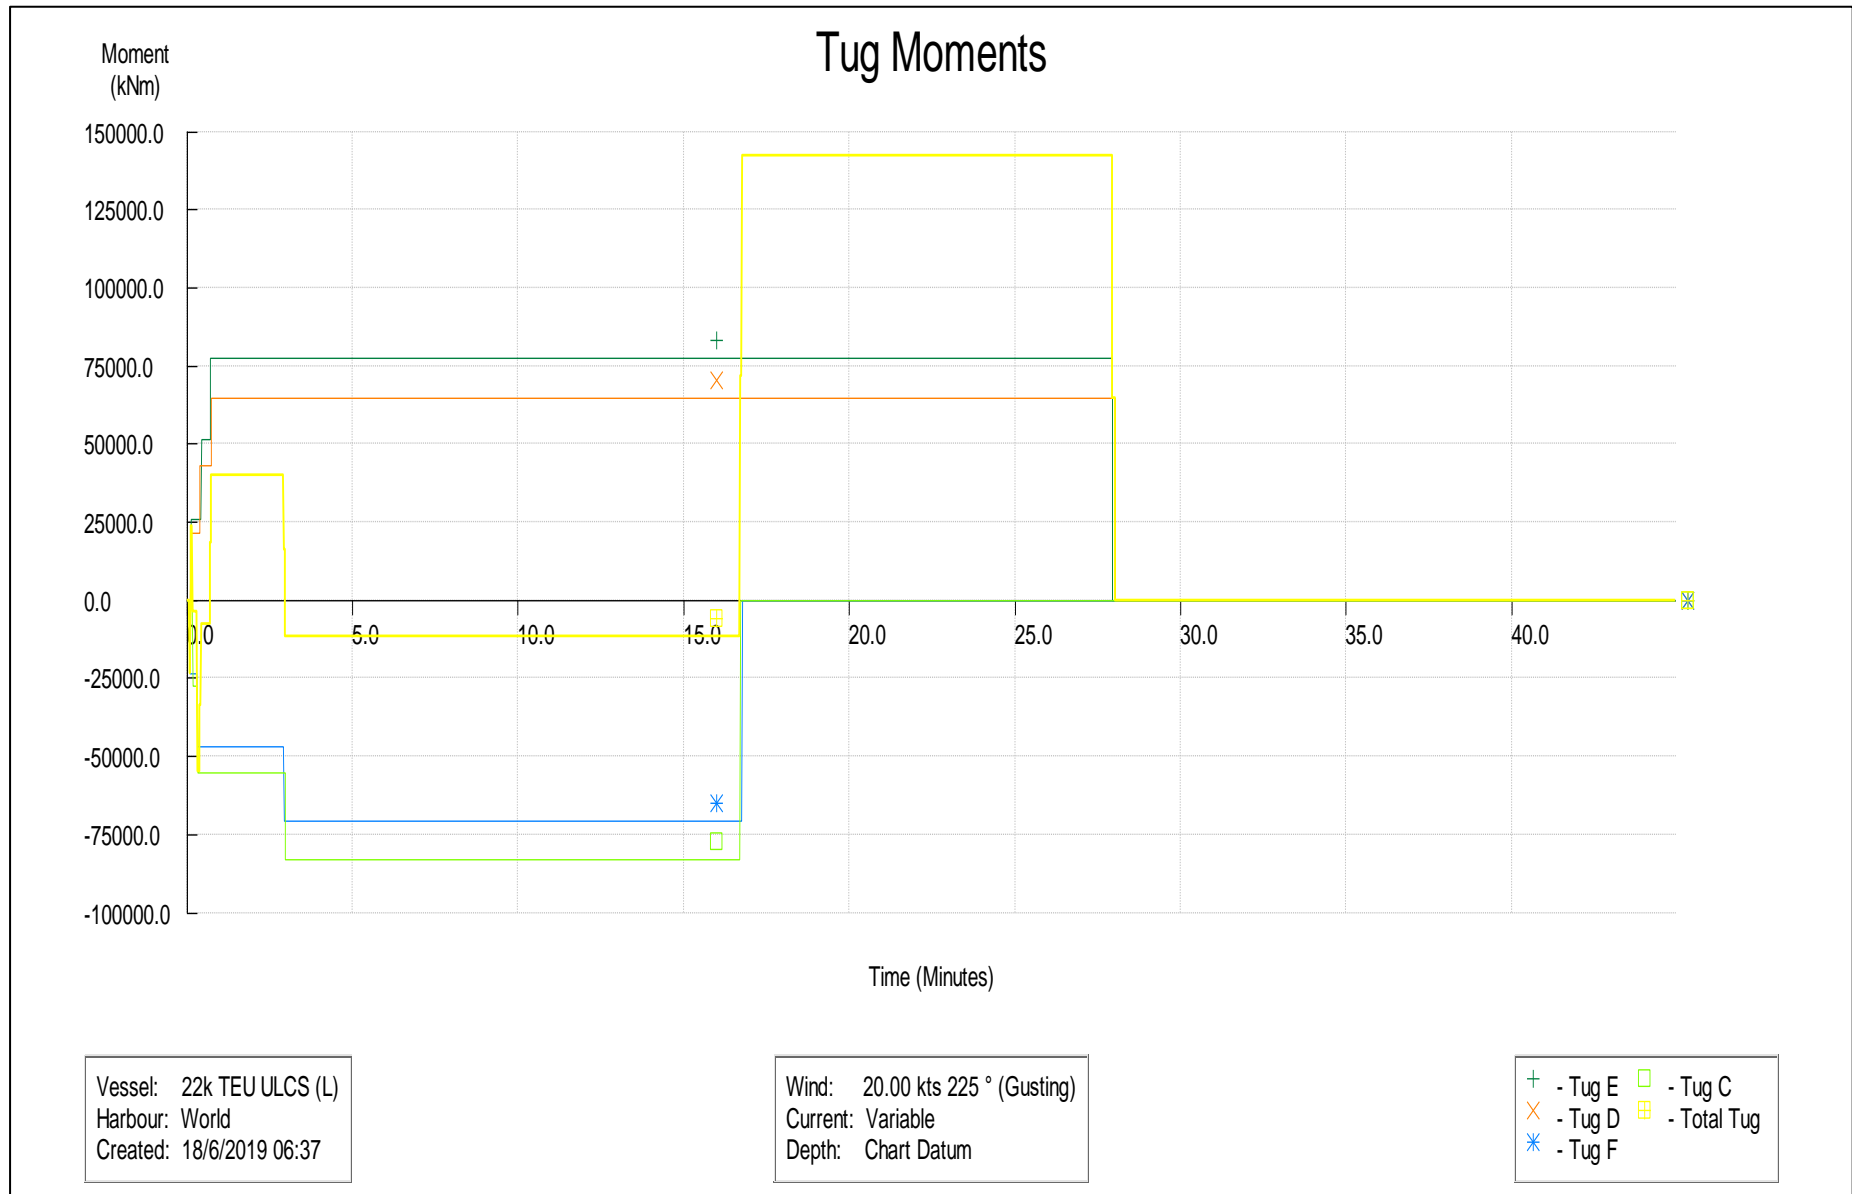 Tug Moments
Moment
(kNm)
150000.0
125000.0
100000.0
75000.0
50000.0
25000.0
0.0
-25000.0
-50000.0
-75000.0
-100000.0
0.0 5.0 10.0 15.0 20.0 25.0 30.0 35.0 40.0
Time (Minutes)
Vessel: 22k TEU ULCS (L)
Harbour: World
Created: 18/6/2019 06:37
Wind: 20.00 kts 225 ° (Gusting)
Current: Variable
Depth: Chart Datum
- Tug E - Tug C
- Tug D - Total Tug
- Tug F